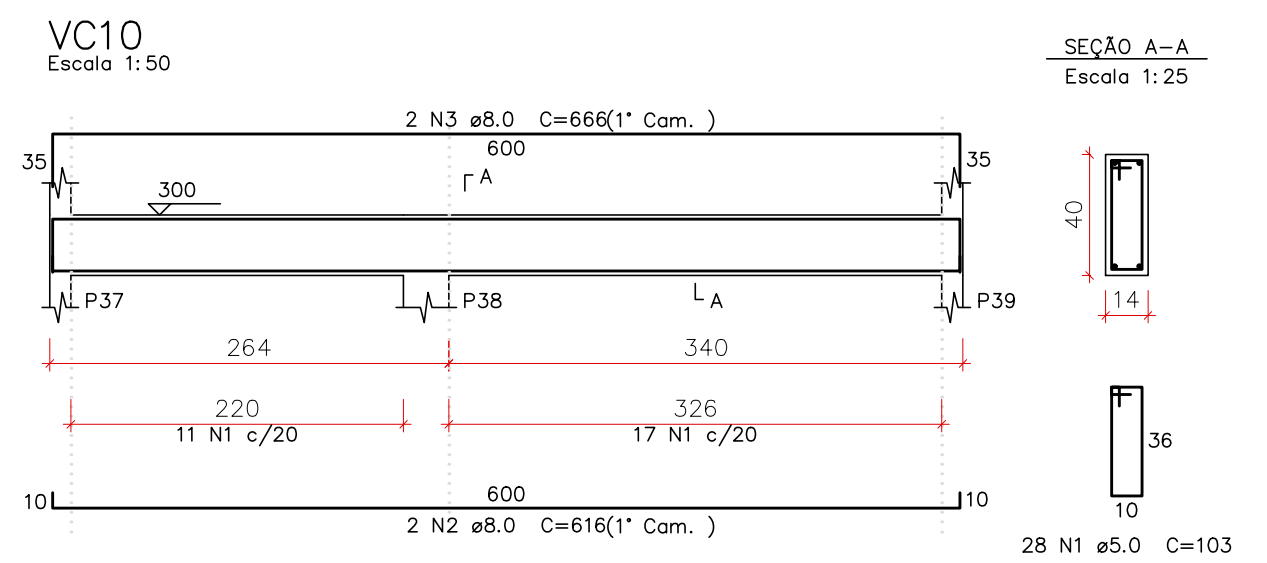 VC10
Escala 1:50
SEÇÃO A-A
Escala 1:25
2 N3 ø8.0 C=666(1° Cam. )
600
35
35
A
300
40
14
P37
P38
A
P39
264
340
220
326
11 N1 c/20
17 N1 c/20
36
10
10
600
10
2 N2 ø8.0 C=616(1° Cam. )
28 N1 ø5.0 C=103